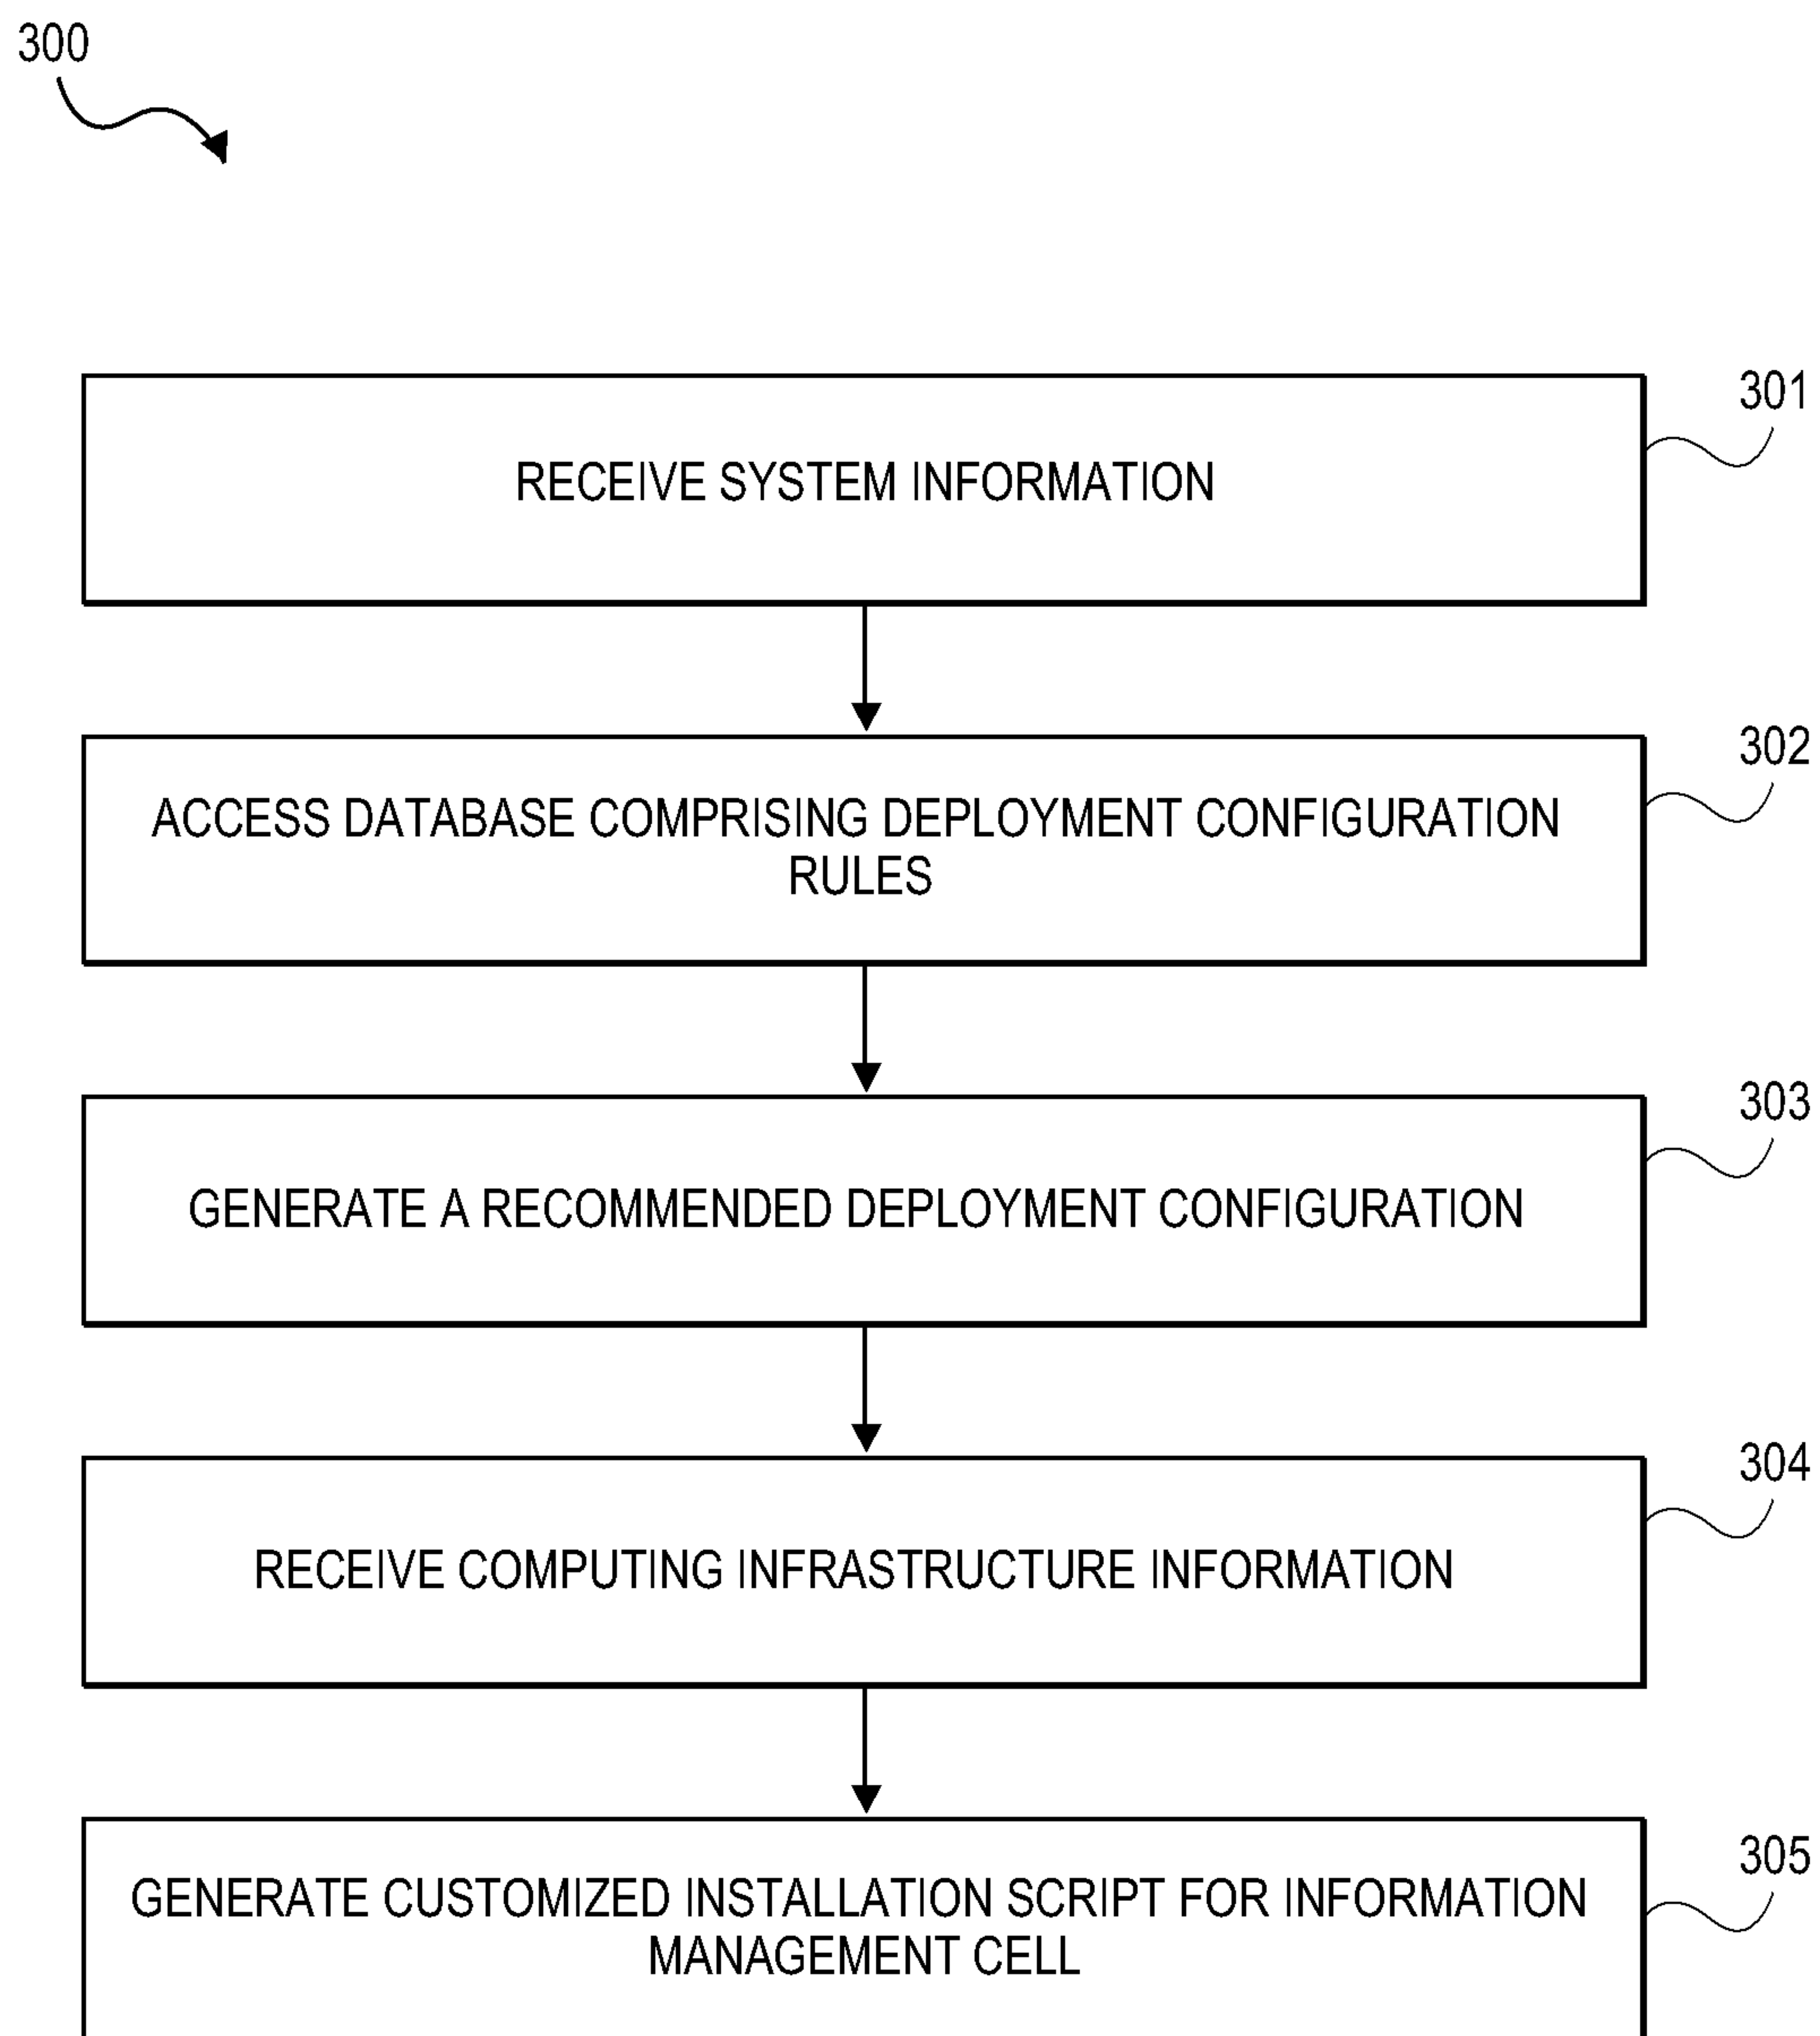 300
301
RECEIVE SYSTEM INFORMATION
302
ACCESS DATABASE COMPRISING DEPLOYMENT CONFIGURATION
RULES
303
GENERATE A RECOMMENDED DEPLOYMENT CONFIGURATION
304
RECEIVE COMPUTING INFRASTRUCTURE INFORMATION
305
GENERATE CUSTOMIZED INSTALLATION SCRIPT FOR INFORMATION
MANAGEMENT CELL